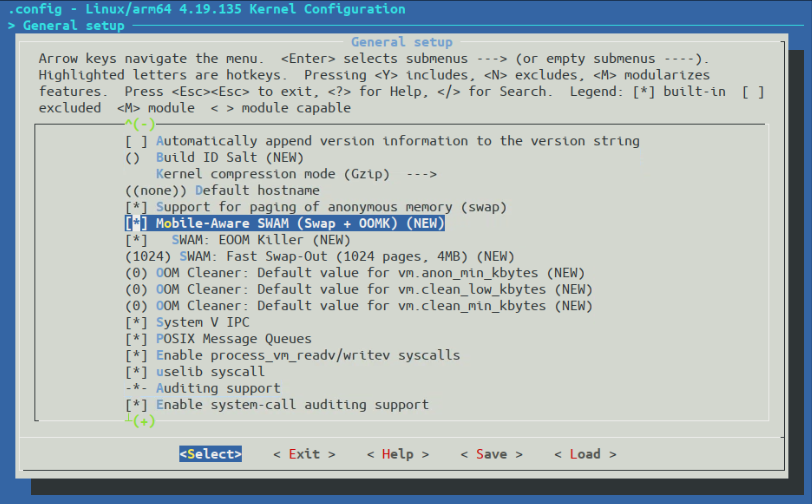 .config - Linux/arm64 4.19.135 Kernel Configuration
> General setup
General setup
Arrow keys navigate the menu.  <Enter> selects submenus ---> (or empty submenus ----).
Highlighted letters are hotkeys.  Pressing <Y> includes, <N> excludes, <M> modularizes
features.  Press <Esc><Esc> to exit, <?> for Help, </> for Search.  Legend: [*] built-in  [ ]
excluded  <M> module  < > module capable
^(-)
[ ] Automatically append version information to the version string
()  Build ID Salt (NEW)
    Kernel compression mode (Gzip)  --->
((none)) Default hostname
[*] Support for paging of anonymous memory (swap)
[*] Mobile-Aware SWAM (Swap + OOMK) (NEW)
[*]   SWAM: EOOM Killer (NEW)
(1024) SWAM: Fast Swap-Out (1024 pages, 4MB) (NEW)
(0) OOM Cleaner: Default value for vm.anon_min_kbytes (NEW)
(0) OOM Cleaner: Default value for vm.clean_low_kbytes (NEW)
(0) OOM Cleaner: Default value for vm.clean_min_kbytes (NEW)
[*] System V IPC
[*] POSIX Message Queues
[*] Enable process_vm_readv/writev syscalls
[*] uselib syscall
-*- Auditing support
[*] Enable system-call auditing support
┴(+)
<Select>    < Exit >    < Help >    < Save >    < Load >